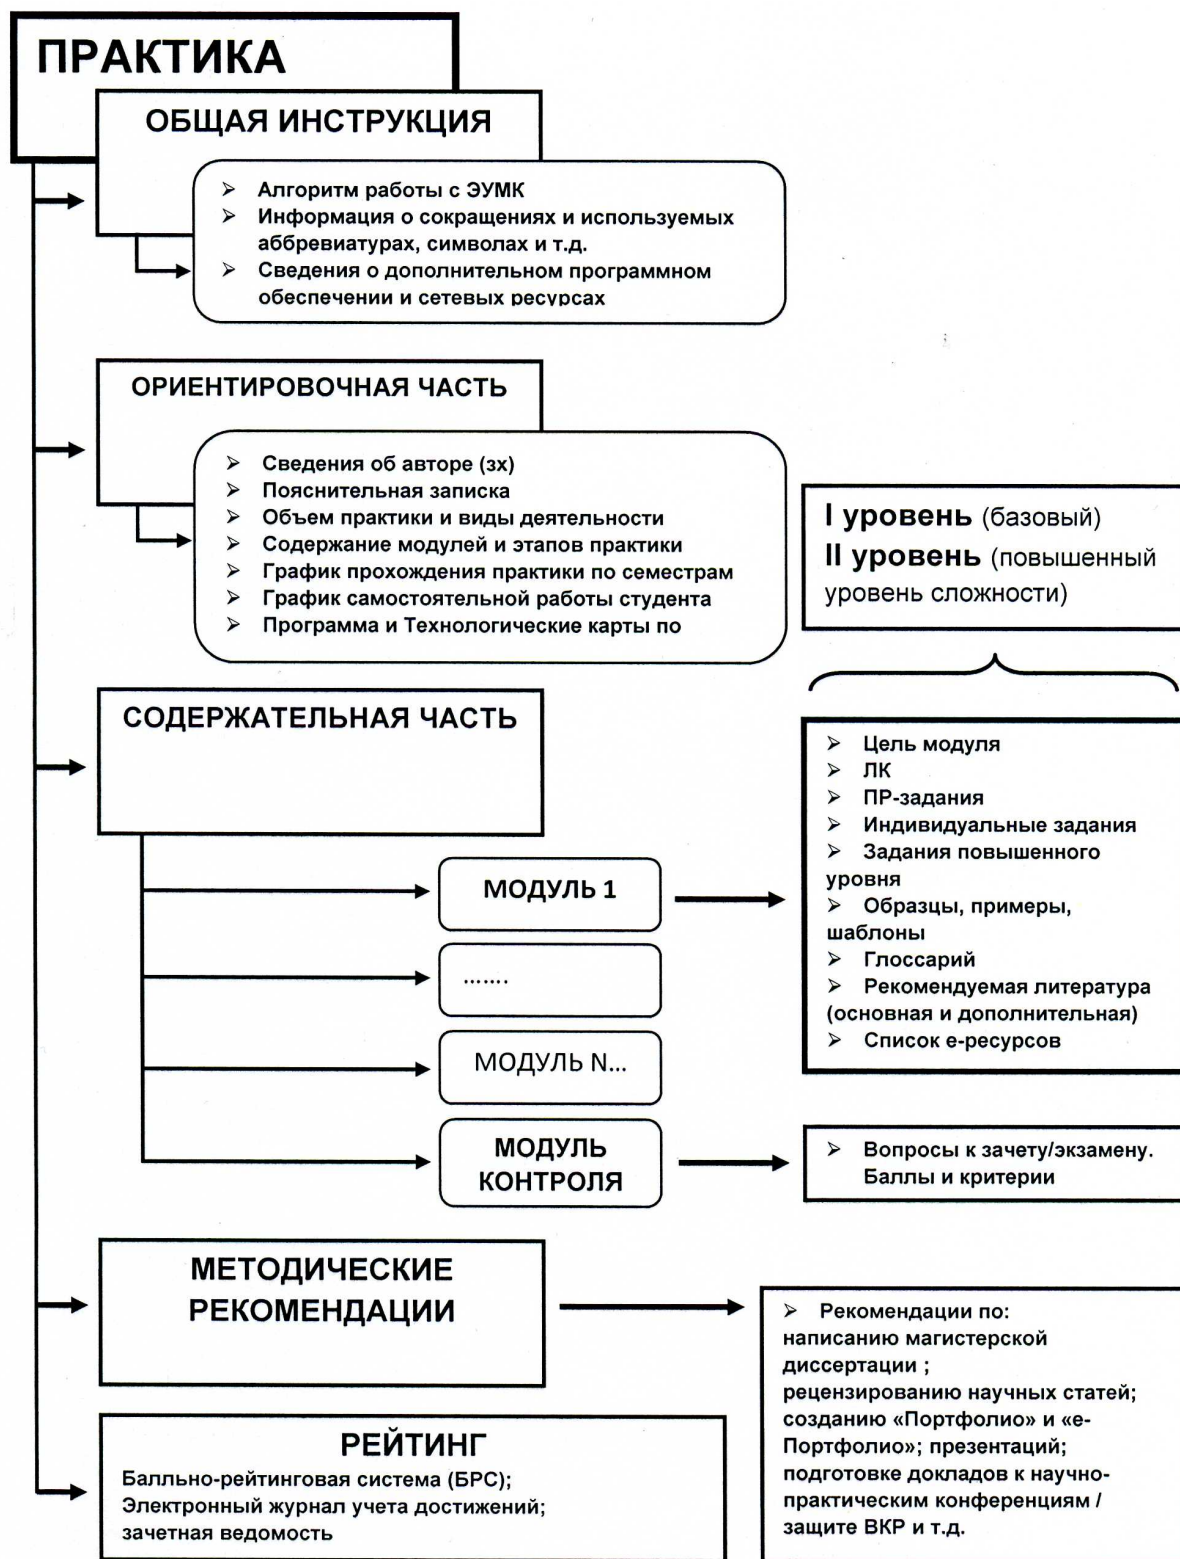 ПРАКТИКА
ОБЩАЯ ИНСТРУКЦИЯ
➢ Алгоритм работы с ЭУМК
➢ Информация о сокращениях и используемых
аббревиатурах, символах и т.д.
➢ Сведения о дополнительном программном
обеспечении и сетевых ресурсах
ОРИЕНТИРОВОЧНАЯ ЧАСТЬ
➢ Сведения об авторе (зх)
➢ Пояснительная записка
➢ Объем практики и виды деятельности
➢ Содержание модулей и этапов практики
➢ График прохождения практики по семестрам
➢ График самостоятельной работы студента
➢ Программа и Технологические карты по
I уровень (базовый)
II уровень (повышенный
уровень сложности)
СОДЕРЖАТЕЛЬНАЯ ЧАСТЬ
МОДУЛЬ 1
.......
МОДУЛЬ N...
МОДУЛЬ
КОНТРОЛЯ
➢ Цель модуля
➢ ЛК
➢ ПР-задания
➢ Индивидуальные задания
➢ Задания повышенного
уровня
➢ Образцы, примеры,
шаблоны
➢ Глоссарий
➢ Рекомендуемая литература
(основная и дополнительная)
➢ Список е-ресурсов
➢ Вопросы к зачету/экзамену.
Баллы и критерии
МЕТОДИЧЕСКИЕ
РЕКОМЕНДАЦИИ
➢ Рекомендации по:
написанию магистерской
диссертации ;
рецензированию научных статей;
созданию «Портфолио» и «е-
Портфолио»; презентаций;
подготовке докладов к научно-
практическим конференциям /
защите ВКР и т.д.
РЕЙТИНГ
Балльно-рейтинговая система (БРС);
Электронный журнал учета достижений;
зачетная ведомость